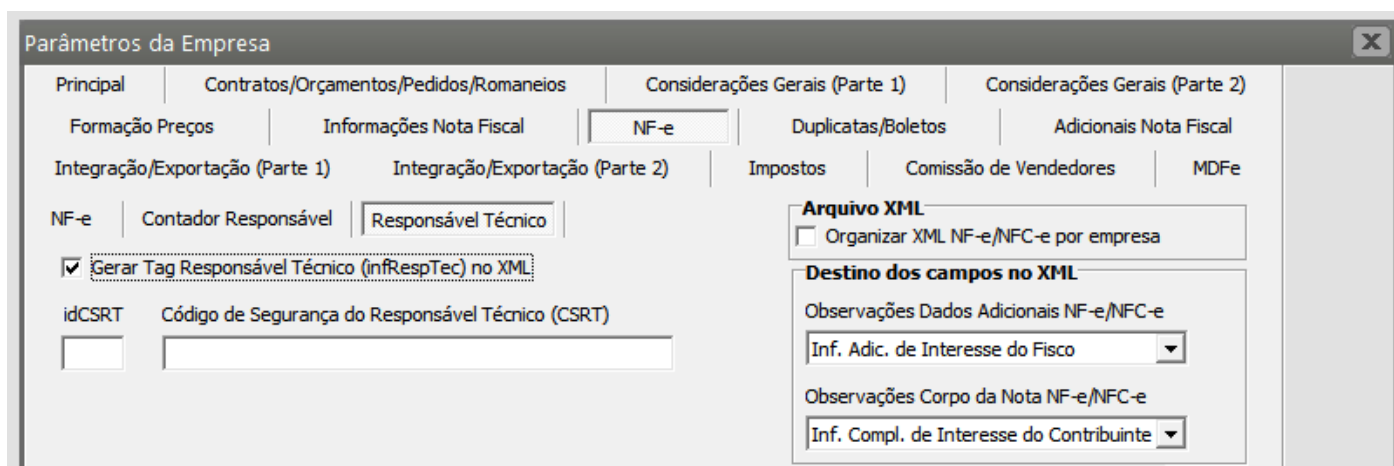 Parâmetros da Empresa
Principal
Contratos/Orçamentos/Pedidos/Romaneios
Considerações Gerais (Parte 1)
Considerações Gerais (Parte 2)
Formação Preços
Informações Nota Fiscal
NF-e
Duplicatas/Boletos
Adicionais Nota Fiscal
Integração/Exportação (Parte 1)
Integração/Exportação (Parte 2)
Impostos
Comissão de Vendedores
MDFe
NF-e
Contador Responsável
Responsável Técnico
Gerar Tag Responsável Técnico (infRespTec) no XML
idCSRT
Código de Segurança do Responsável Técnico (CSRT)
Arquivo XML
Organizar XML NF-e/NFC-e por empresa
Destino dos campos no XML
Observações Dados Adicionais NF-e/NFC-e
Inf. Adic. de Interesse do Fisco
Observações Corpo da Nota NF-e/NFC-e
Inf. Compl. de Interesse do Contribuinte